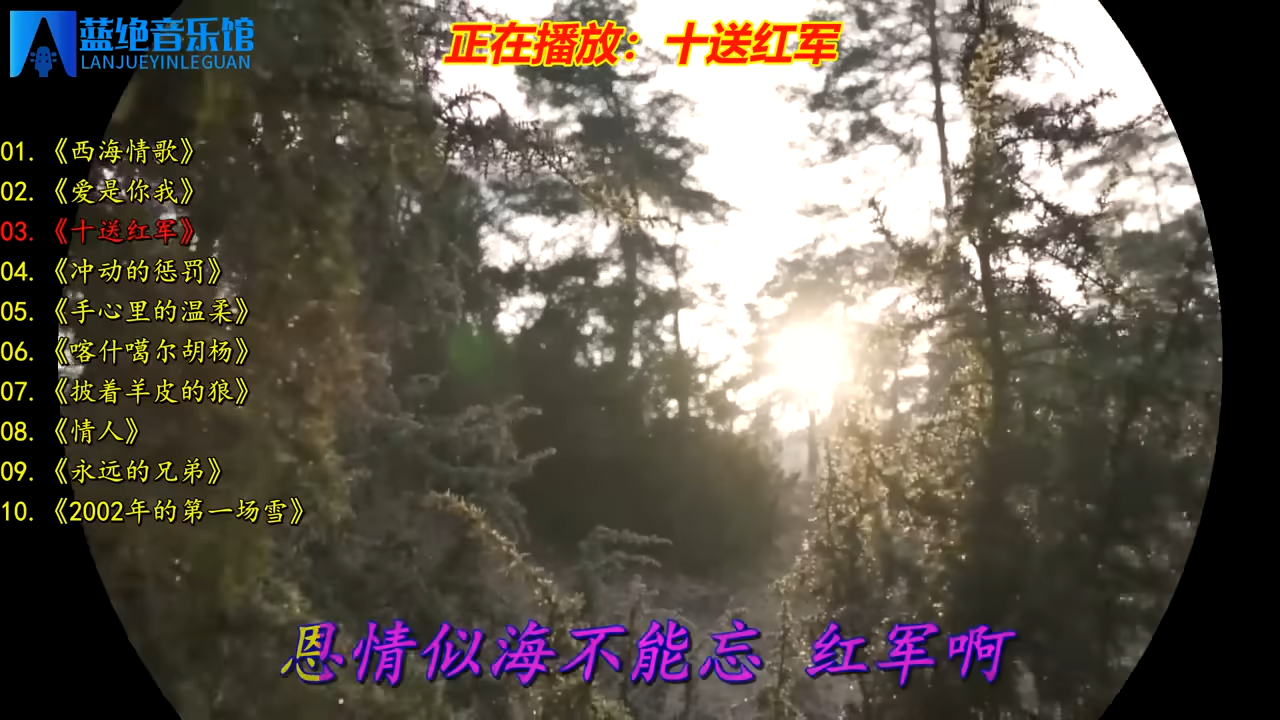 蓝绝音乐馆
LANJUEYINLEGUAN
正在播放：十送红军
01.《西海情歌》
02.《爱是你我》
03.《十送红军》
04.《冲动的惩罚》
05.《手心里的温柔》
06.《喀什噶尔胡杨》
07.《披着羊皮的狼》
08.《情人》
09.《永远的兄弟》
10.《2002年的第一场雪》
恩情似海不能忘 红军啊